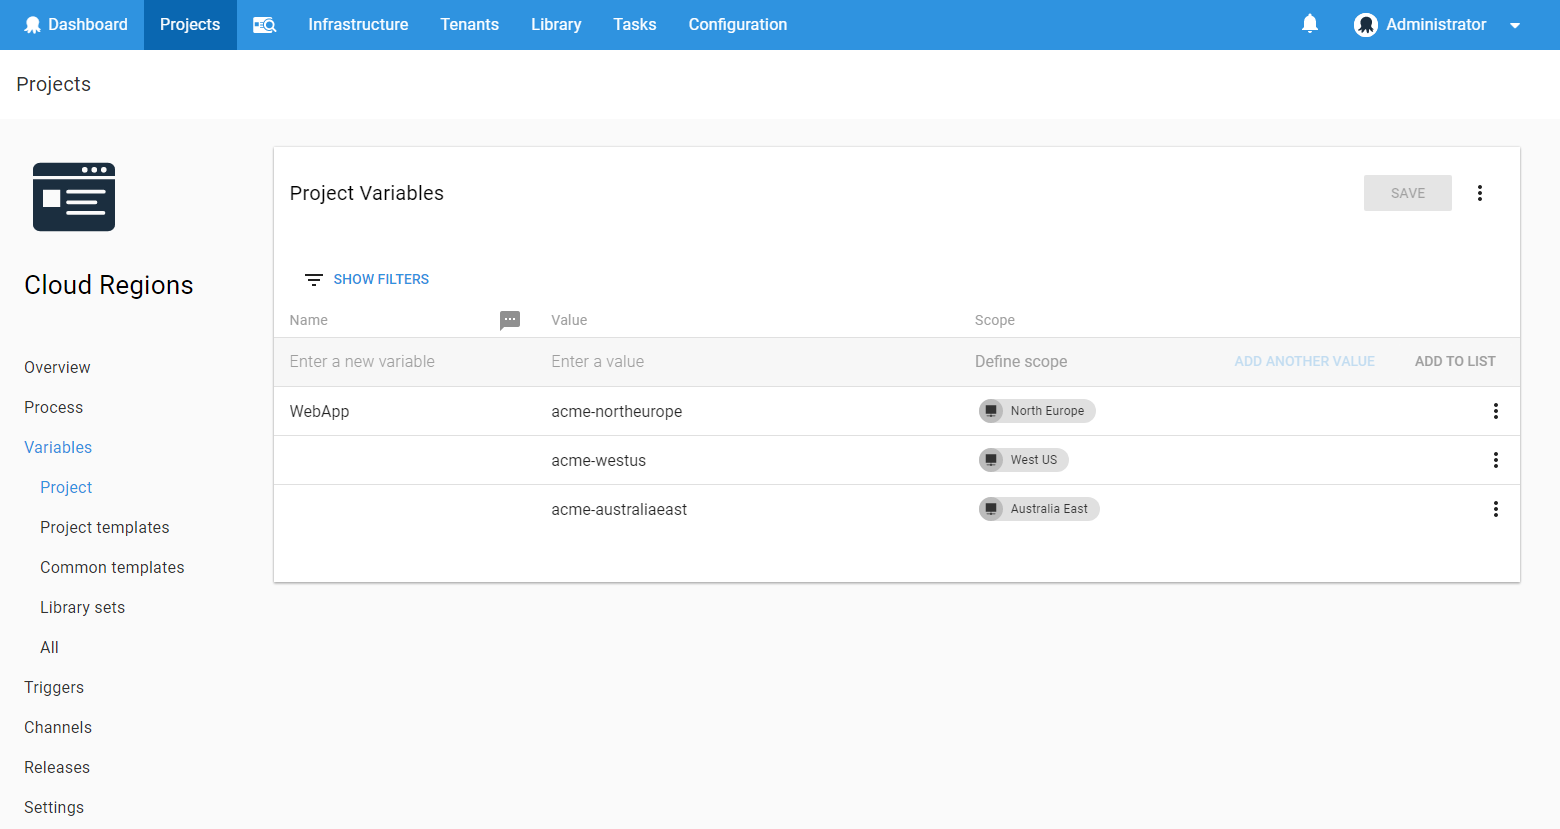 Dashboard Projects Infrastructure Tenants Library Tasks Configuration Administrator
Projects
Cloud Regions
Overview
Process
Variables
Project
Project templates
Common templates
Library sets
All
Triggers
Channels
Releases
Settings
Project Variables SAVE
SHOW FILTERS
Name Value Scope
Enter a new variable Enter a value Define scope ADD ANOTHER VALUE ADD TO LIST
WebApp acme-northeurope North Europe
acme-westus West US
acme-australiaeast Australia East